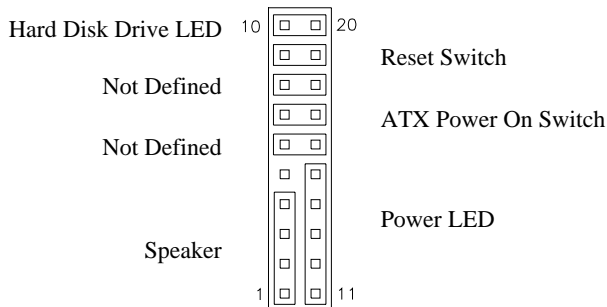 Hard Disk Drive LED 10 20
Reset Switch
Not Defined
ATX Power On Switch
Not Defined
Power LED
Speaker
1 11